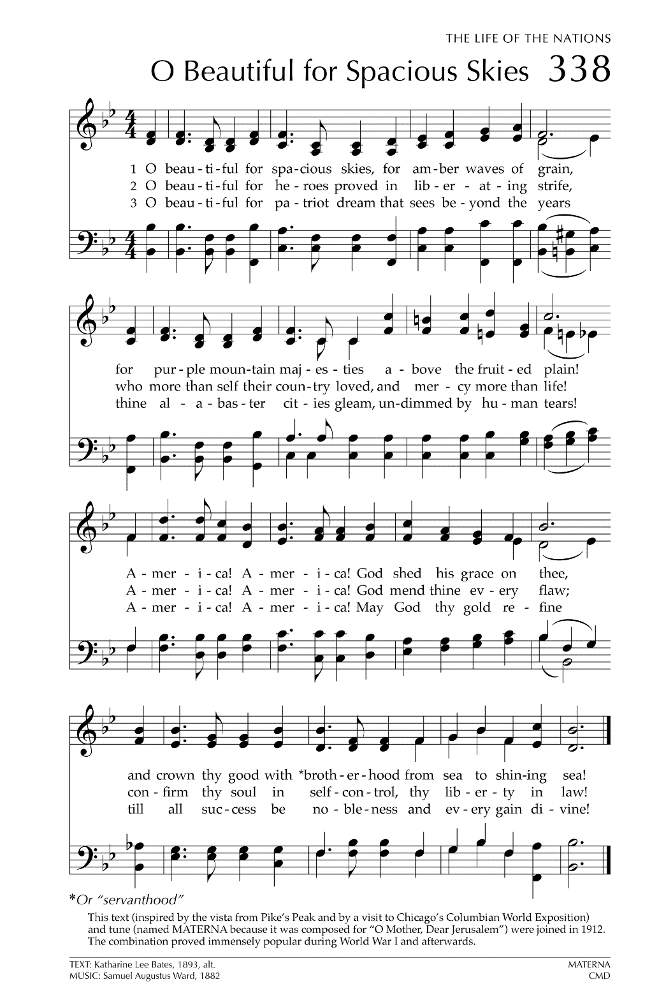 THE LIFE OF THE NATIONS
O Beautiful for Spacious Skies 338
1 O beau - ti - ful for spa - cious skies, for am - ber waves of grain,
2 O beau - ti - ful for he - roes proved in lib - er - at - ing strife,
3 O beau - ti - ful for pa - triot dream that sees be - yond the years
for pur - ple moun - tain maj - es - ties a - bove the fruit - ed plain!
who more than self their coun - try loved, and mer - cy more than life!
thine al - a - bas - ter cit - ies gleam, un - dimmed by hu - man tears!
A - mer - i - ca! A - mer - i - ca! God shed his grace on thee,
A - mer - i - ca! A - mer - i - ca! God mend thine ev - ery flaw;
A - mer - i - ca! A - mer - i - ca! May God thy gold re - fine
and crown thy good with *broth - er - hood from sea to shin - ing sea!
con - firm thy soul in self - con - trol, thy lib - er - ty in law!
till all suc - cess be no - ble - ness and ev - ery gain di - vine!
*Or “servanthood”
This text (inspired by the vista from Pike’s Peak and by a visit to Chicago’s Columbian World Exposition)
and tune (named MATERNA because it was composed for “O Mother, Dear Jerusalem”) were joined in 1912.
The combination proved immensely popular during World War I and afterwards.
TEXT: Katharine Lee Bates, 1893, alt. MATERNA
MUSIC: Samuel Augustus Ward, 1882 CMD